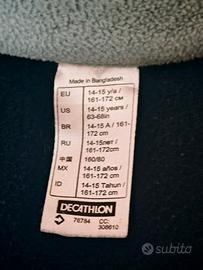 Made in Bangladesh
EU 14-15 y/a /
161-172 см
US 14-15 years /
63-68in
BR 14-15 A / 161-
172 cm
RU 14-15лет /
161-172cm
中国 160/80
MX 14-15 años /
161-172 cm
ID 14-15 Tahun /
161-172 cm
DECATHLON
76784 CC:
308610
subito